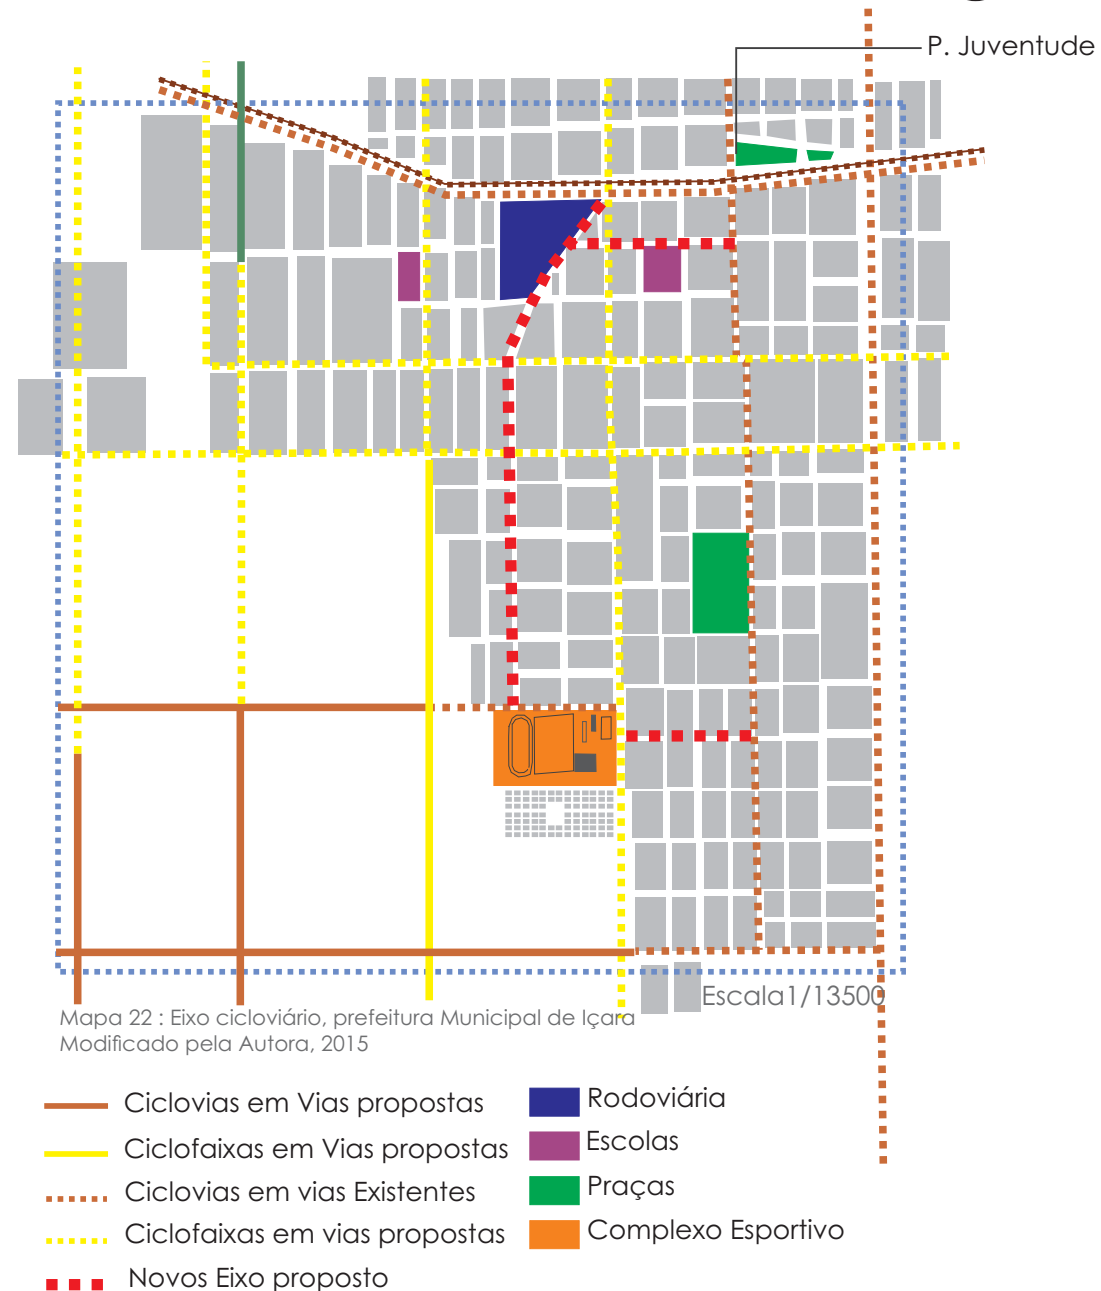 P. Juventude
Escala1/13500
Mapa 22 : Eixo cicloviário, prefeitura Municipal de Içara
Modificado pela Autora, 2015
Ciclovias em Vias propostas
Ciclofaixas em Vias propostas
Ciclovias em vias Existentes
Ciclofaixas em vias propostas
Novos Eixo proposto
Rodoviária
Escolas
Praças
Complexo Esportivo